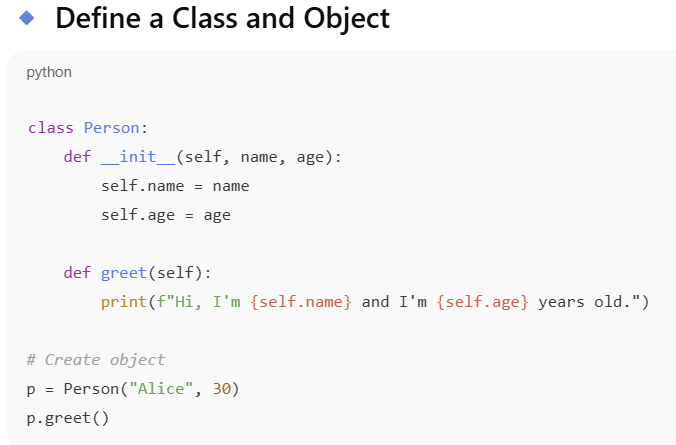 Define a Class and Object
python
class Person:
    def __init__(self, name, age):
        self.name = name
        self.age = age
    def greet(self):
        print(f"Hi, I'm {self.name} and I'm {self.age} years old.")
# Create object
p = Person("Alice", 30)
p.greet()